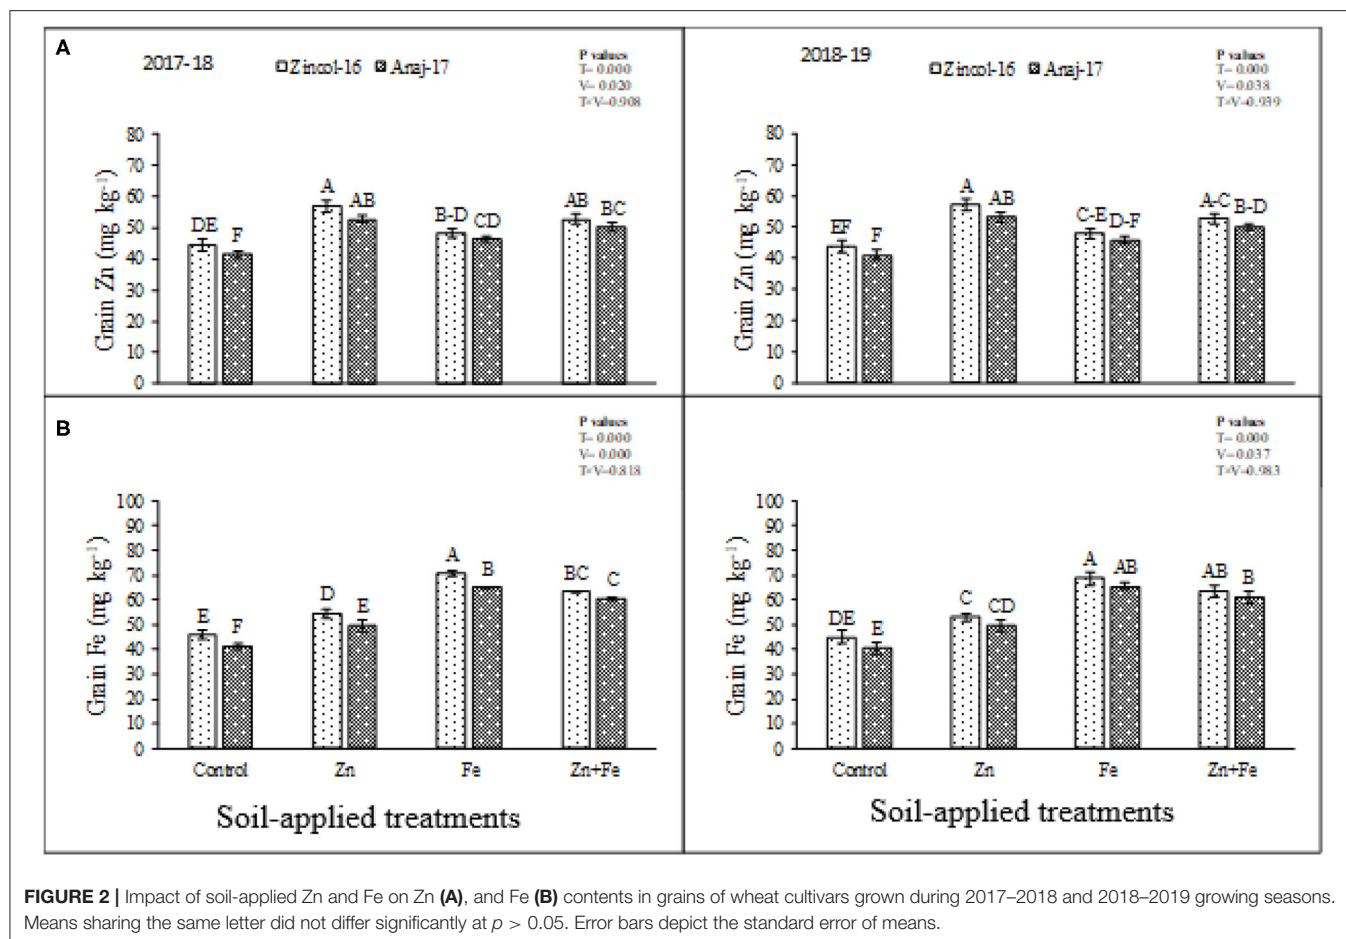 A
2017-18
Zincol-16 Anaj-17
P values
T= 0.000
V= 0.020
T×V=0.908
Grain Zn (mg kg⁻¹)
80
70
60
50
40
30
20
10
0
DE F A AB B-D CD AB BC
2018-19
Zincol-16 Anaj-17
P values
T= 0.000
V= 0.038
T×V=0.939
Grain Zn (mg kg⁻¹)
80
70
60
50
40
30
20
10
0
EF F A AB C-E D-F A-C B-D
B
P values
T= 0.000
V= 0.000
T×V=0.818
Grain Fe (mg kg⁻¹)
100
90
80
70
60
50
40
30
20
10
0
E F D E A B BC C
Control Zn Fe Zn+Fe
Soil-applied treatments
P values
T= 0.000
V= 0.037
T×V=0.983
Grain Fe (mg kg⁻¹)
100
90
80
70
60
50
40
30
20
10
0
DE E C CD A AB AB B
Control Zn Fe Zn+Fe
Soil-applied treatments
FIGURE 2 | Impact of soil-applied Zn and Fe on Zn (A), and Fe (B) contents in grains of wheat cultivars grown during 2017–2018 and 2018–2019 growing seasons.
Means sharing the same letter did not differ significantly at p > 0.05. Error bars depict the standard error of means.